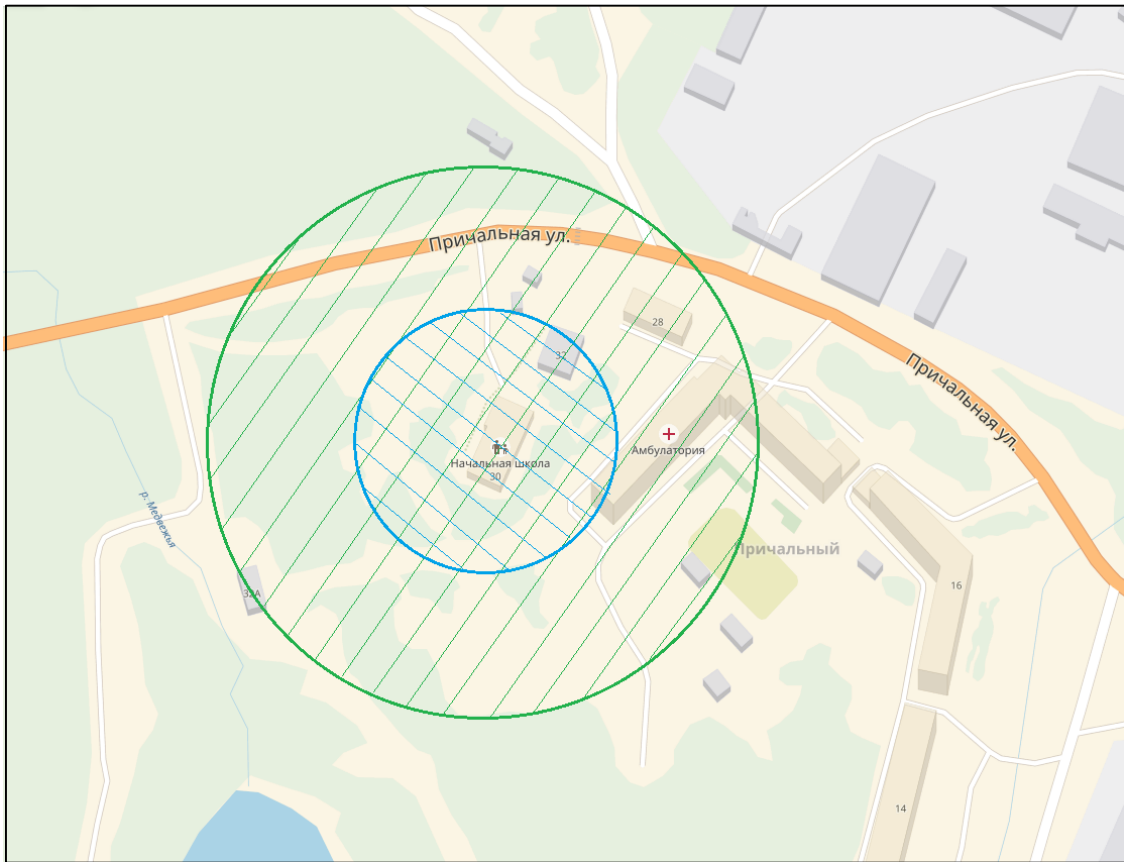 Причальная ул.
28
32
Причальная ул.
Амбулатория
Начальная школа
30
р. Медвежья
Причальный
16
32А
14